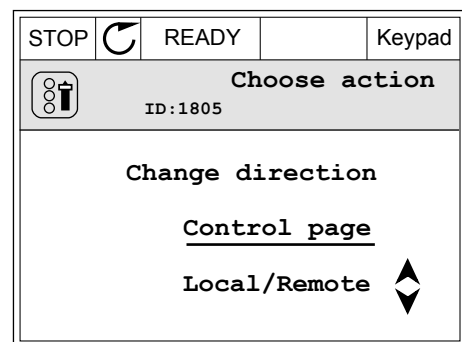 STOP READY Keypad
Choose action
ID:1805
Change direction
Control page
Local/Remote